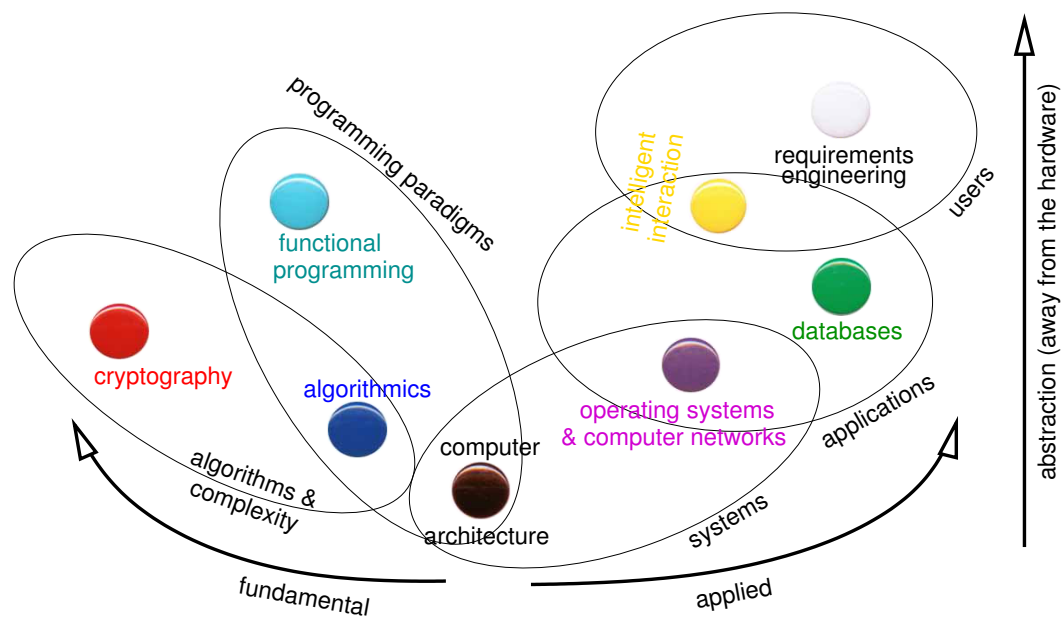 programming paradigms
requirements
engineering
users
intelligent
interaction
abstraction (away from the hardware)
functional
programming
databases
cryptography
algorithmics
operating systems
& computer networks
applications
computer
architecture
algorithms &
complexity
systems
fundamental
applied